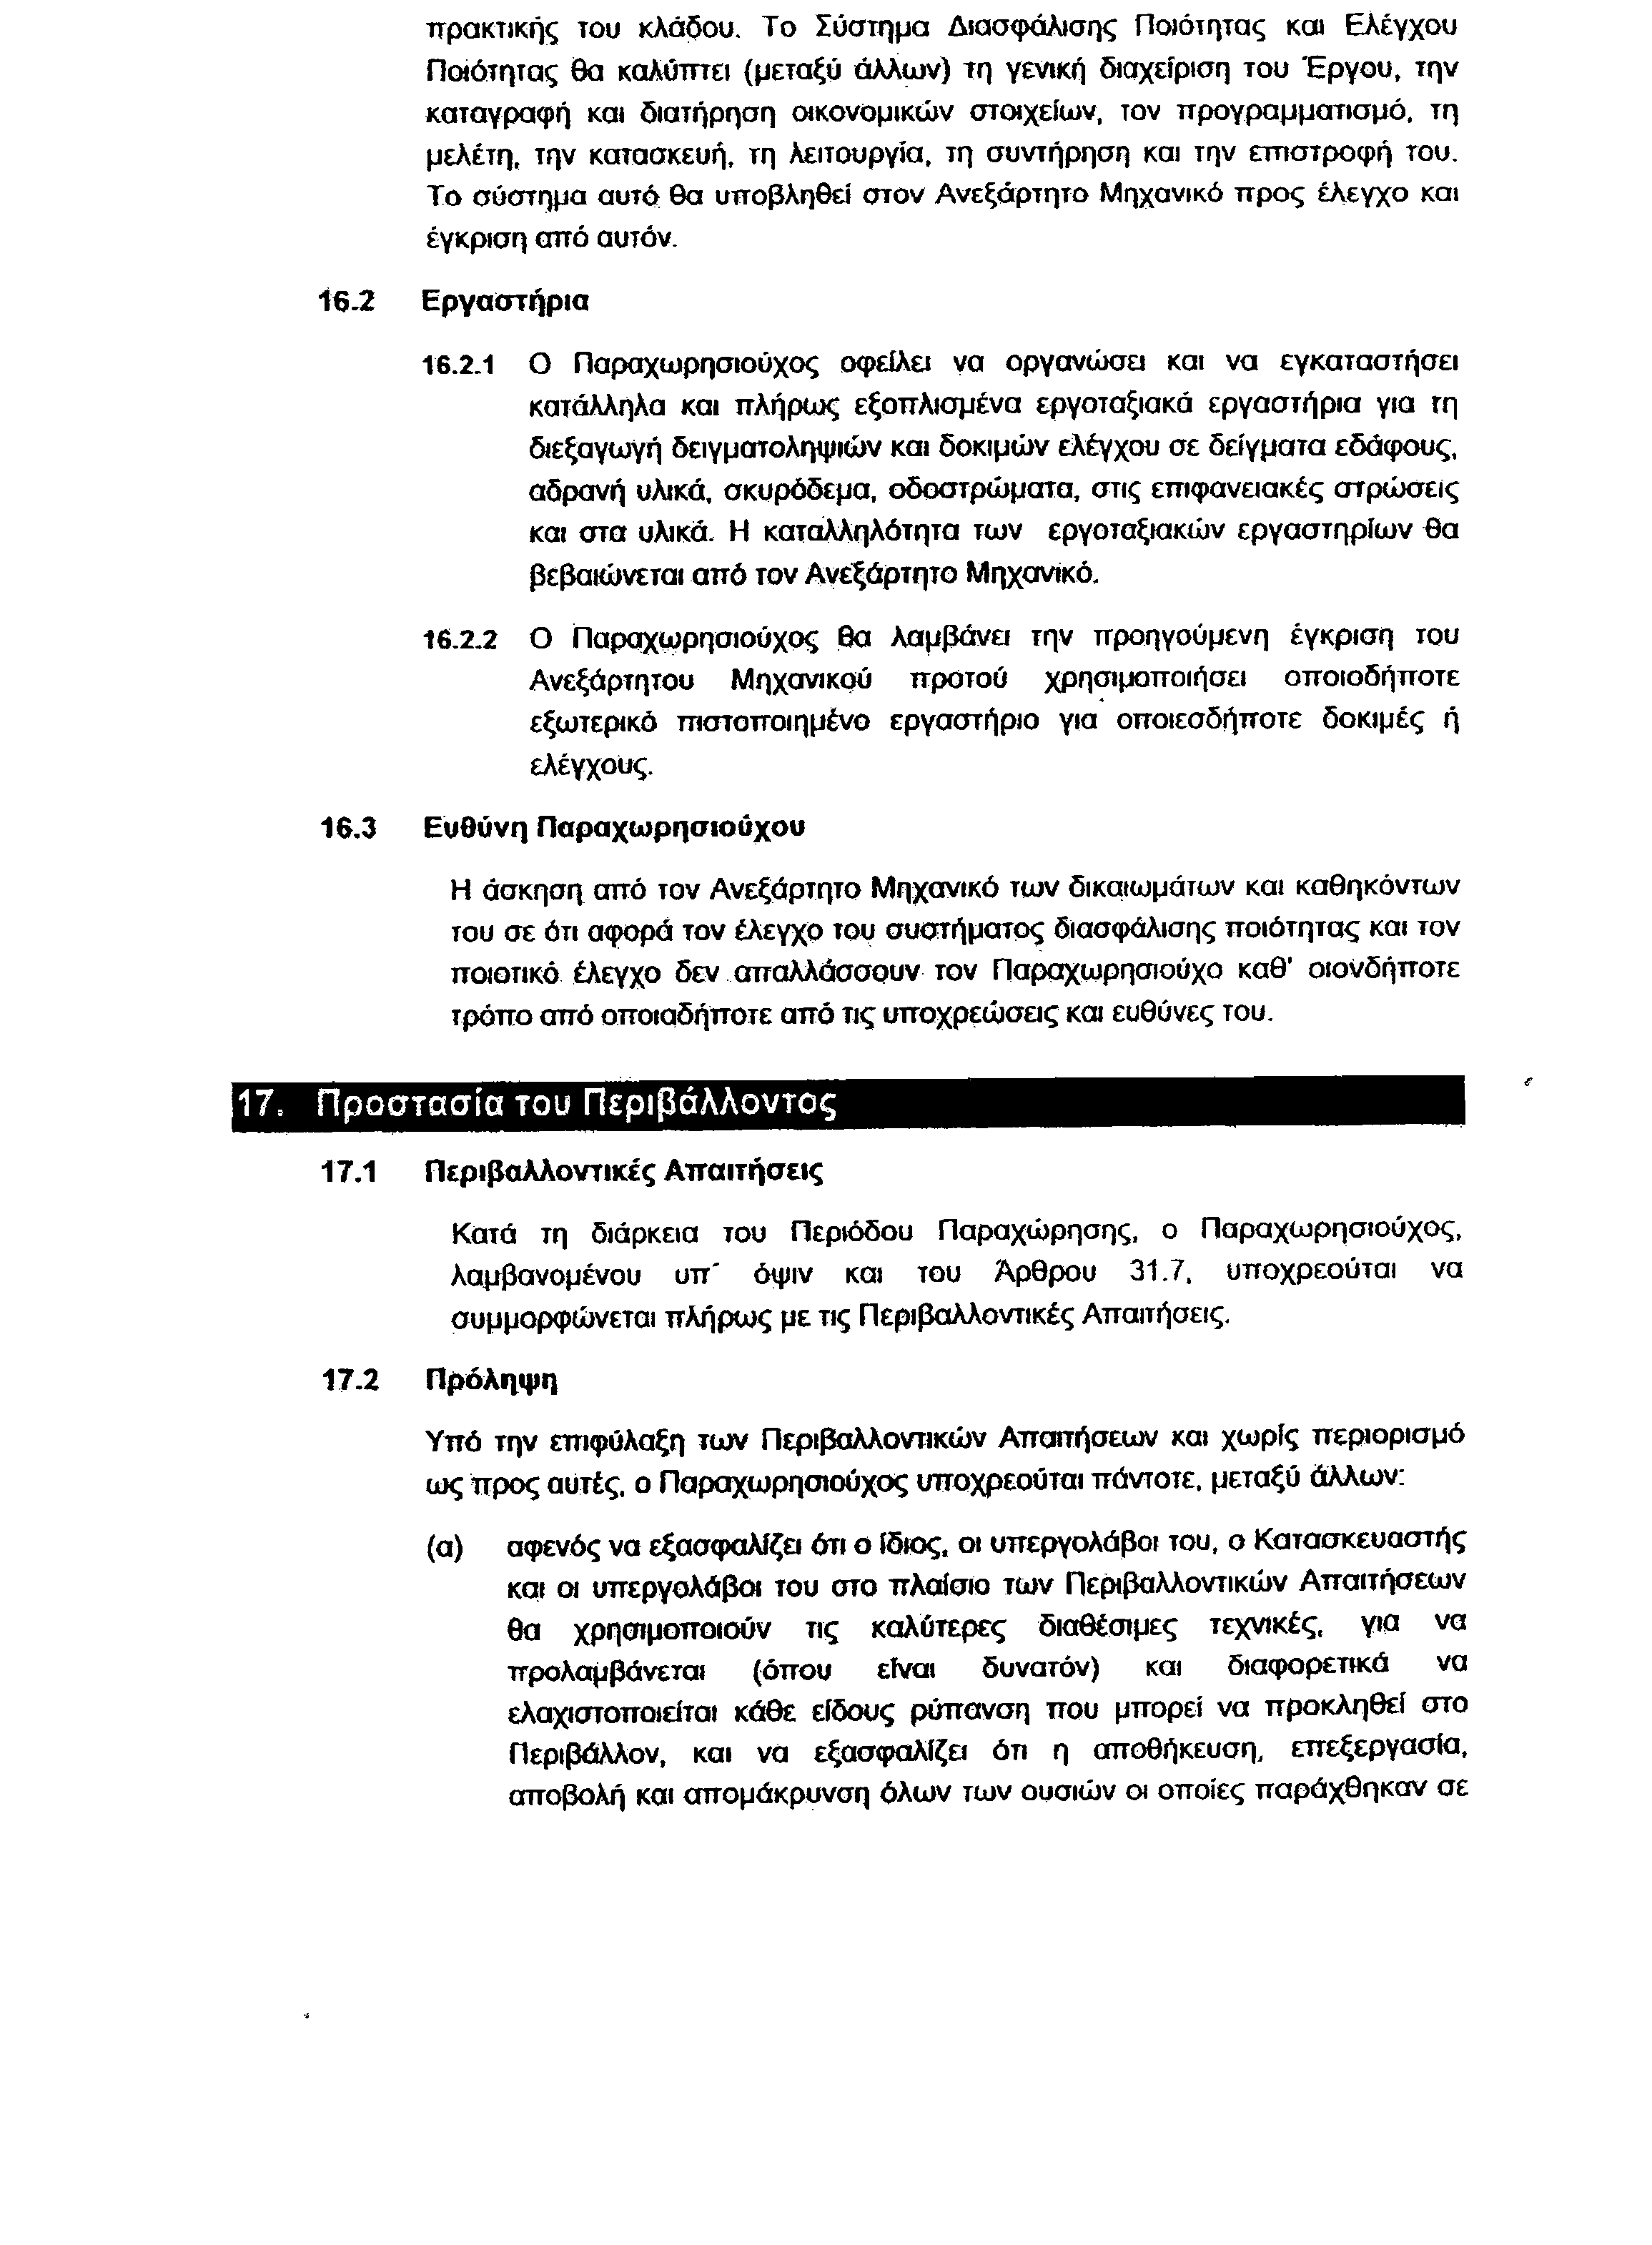 πρακτικής του κλάδου. Το Σύστημα Διασφάλισης Ποιότητας και Ελέγχου
Ποιότητας θα καλύπτει (μεταξύ άλλων) τη γενική διαχείριση του Έργου, την
καταγραφή και διατήρηση οικονομικών στοιχείων, τον προγραμματισμό, τη
μελέτη, την κατασκευή, τη λειτουργία, τη συντήρηση και την επιστροφή του.
Το σύστημα αυτό θα υποβληθεί στον Ανεξάρτητο Μηχανικό προς έλεγχο και
έγκριση από αυτόν.
16.2 Εργαστήρια
16.2.1 Ο Παραχωρησιούχος οφείλει να οργανώσει και να εγκαταστήσει
κατάλληλα και πλήρως εξοπλισμένα εργοταξιακά εργαστήρια για τη
διεξαγωγή δειγματοληψιών και δοκιμών ελέγχου σε δείγματα εδάφους,
αδρανή υλικά, σκυρόδεμα, οδοστρώματα, στις επιφανειακές στρώσεις
και στα υλικά. Η καταλληλότητα των εργοταξιακών εργαστηρίων θα
βεβαιώνεται από τον Ανεξάρτητο Μηχανικό.
16.2.2 Ο Παραχωρησιούχος θα λαμβάνει την προηγούμενη έγκριση του
Ανεξάρτητου Μηχανικού προτού χρησιμοποιήσει οποιοδήποτε
εξωτερικό πιστοποιημένο εργαστήριο για οποιεσδήποτε δοκιμές ή
ελέγχους.
16.3 Ευθύνη Παραχωρησιούχου
Η άσκηση από τον Ανεξάρτητο Μηχανικό των δικαιωμάτων και καθηκόντων
του σε ότι αφορά τον έλεγχο του συστήματος διασφάλισης ποιότητας και τον
ποιοτικό έλεγχο δεν απαλλάσσουν τον Παραχωρησιούχο καθ' οιονδήποτε
τρόπο από οποιαδήποτε από τις υποχρεώσεις και ευθύνες του.
17. Προστασία του Περιβάλλοντος
17.1 Περιβαλλοντικές Απαιτήσεις
Κατά τη διάρκεια του Περιόδου Παραχώρησης, ο Παραχωρησιούχος,
λαμβανομένου υπ΄ όψιν και του Άρθρου 31.7, υποχρεούται να
συμμορφώνεται πλήρως με τις Περιβαλλοντικές Απαιτήσεις.
17.2 Πρόληψη
Υπό την επιφύλαξη των Περιβαλλοντικών Απαιτήσεων και χωρίς περιορισμό
ως προς αυτές, ο Παραχωρησιούχος υποχρεούται πάντοτε, μεταξύ άλλων:
(α) αφενός να εξασφαλίζει ότι ο ίδιος, οι υπεργολάβοι του, ο Κατασκευαστής
και οι υπεργολάβοι του στο πλαίσιο των Περιβαλλοντικών Απαιτήσεων
θα χρησιμοποιούν τις καλύτερες διαθέσιμες τεχνικές, για να
προλαμβάνεται (όπου είναι δυνατόν) και διαφορετικά να
ελαχιστοποιείται κάθε είδους ρύπανση που μπορεί να προκληθεί στο
Περιβάλλον, και να εξασφαλίζει ότι η αποθήκευση, επεξεργασία,
αποβολή και απομάκρυνση όλων των ουσιών οι οποίες παράχθηκαν σε